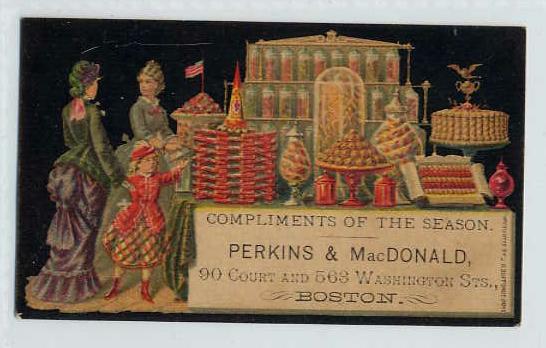 COMPLIMENTS OF THE SEASON.
PERKINS & MACDONALD,
90 COURT AND 563 WASHINGTON STS.,
BOSTON.